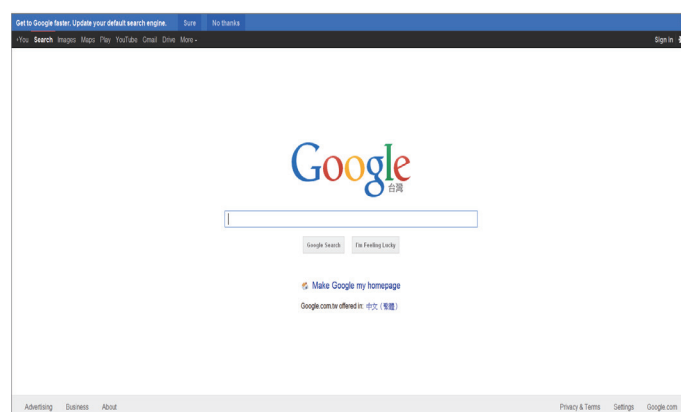 Get to Google faster. Update your default search engine. Sure No thanks
+You Search Images Maps Play YouTube Gmail Drive More Sign in
Google
台灣
Google Search I'm Feeling Lucky
Make Google my homepage
Google.com.tw offered in: 中文 (繁體)
Advertising Business About Privacy & Terms Settings Google.com